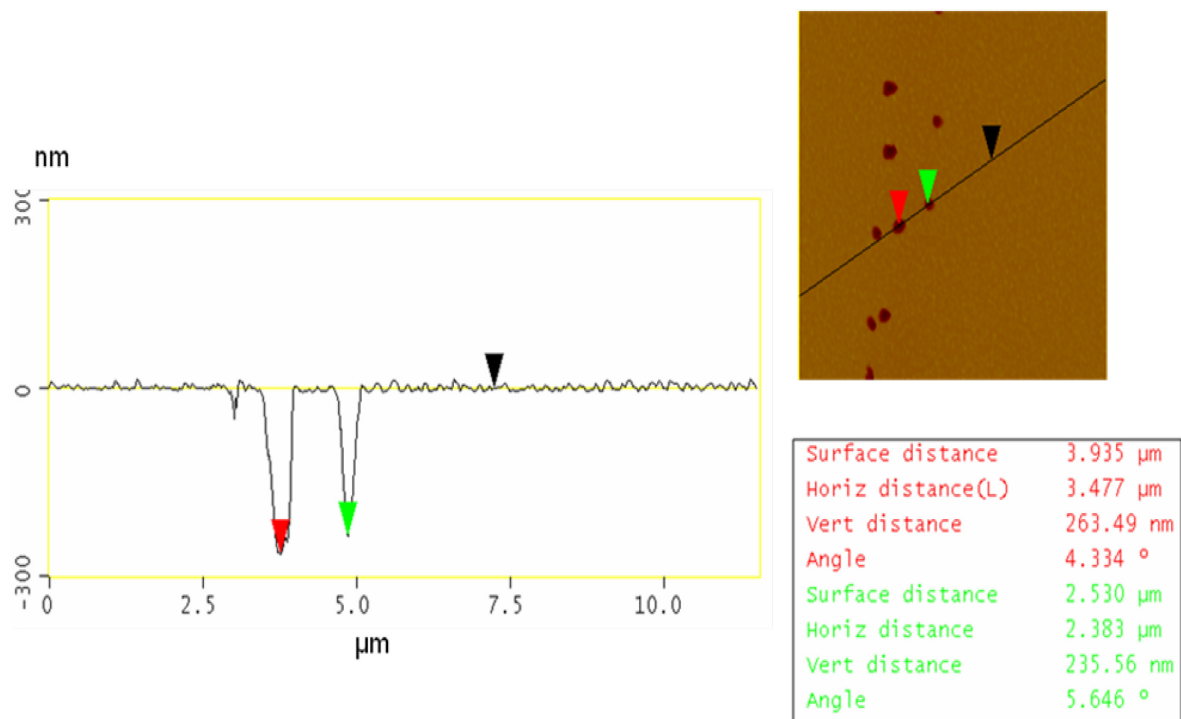 nm
300
0
-300
0
2.5
5.0
7.5
10.0
µm
Surface distance 3.935 µm
Horiz distance(L) 3.477 µm
Vert distance 263.49 nm
Angle 4.334 °
Surface distance 2.530 µm
Horiz distance 2.383 µm
Vert distance 235.56 nm
Angle 5.646 °